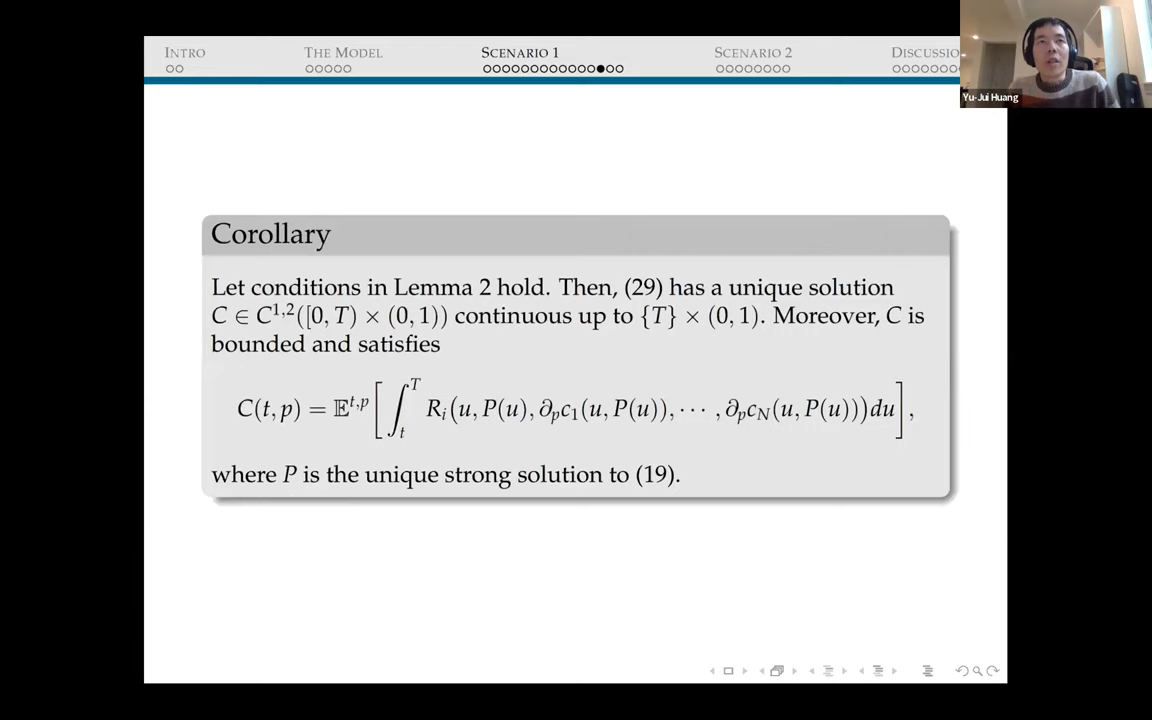 INTRO THE MODEL SCENARIO 1 SCENARIO 2 DISCUSSIO
Yu-Jui Huang
Corollary
Let conditions in Lemma 2 hold. Then, (29) has a unique solution
C ∈ C^{1,2}([0, T) × (0, 1)) continuous up to {T} × (0, 1). Moreover, C is
bounded and satisfies
C(t, p) = 𝔼^{t,p}[∫_t^T R_i(u, P(u), ∂_p c_1(u, P(u)), ··· , ∂_p c_N(u, P(u)))du],
where P is the unique strong solution to (19).